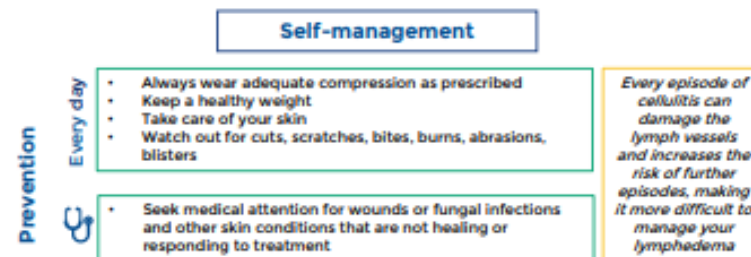 Self-management
Prevention
Every day
• Always wear adequate compression as prescribed
• Keep a healthy weight
• Take care of your skin
• Watch out for cuts, scratches, bites, burns, abrasions,
blisters
• Seek medical attention for wounds or fungal infections
and other skin conditions that are not healing or
responding to treatment
Every episode of
cellulitis can
damage the
lymph vessels
and increases the
risk of further
episodes, making
it more difficult to
manage your
lymphedema